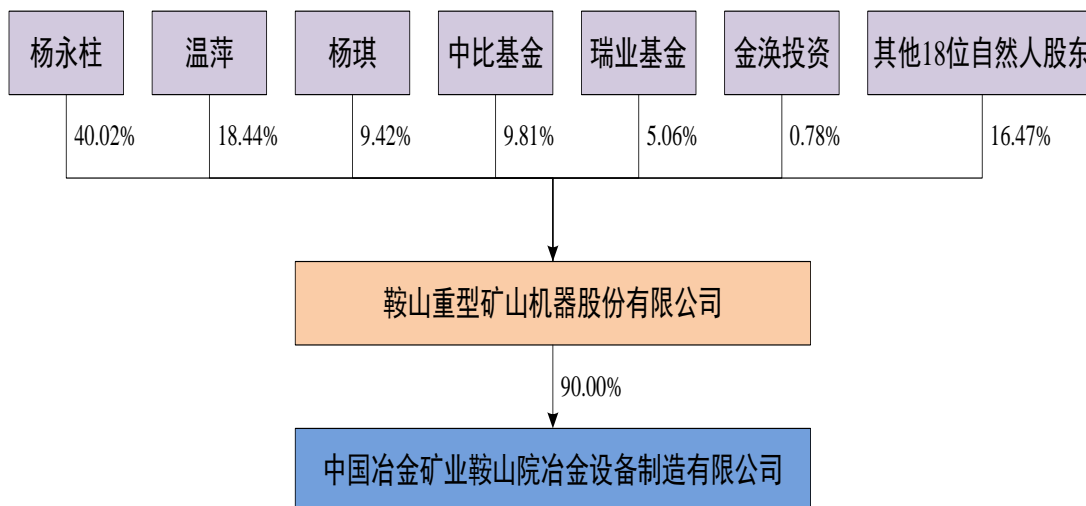 杨永柱
温萍
杨琪
中比基金
瑞业基金
金涣投资
其他18位自然人股东
40.02%
18.44%
9.42%
9.81%
5.06%
0.78%
16.47%
鞍山重型矿山机器股份有限公司
90.00%
中国冶金矿业鞍山院冶金设备制造有限公司